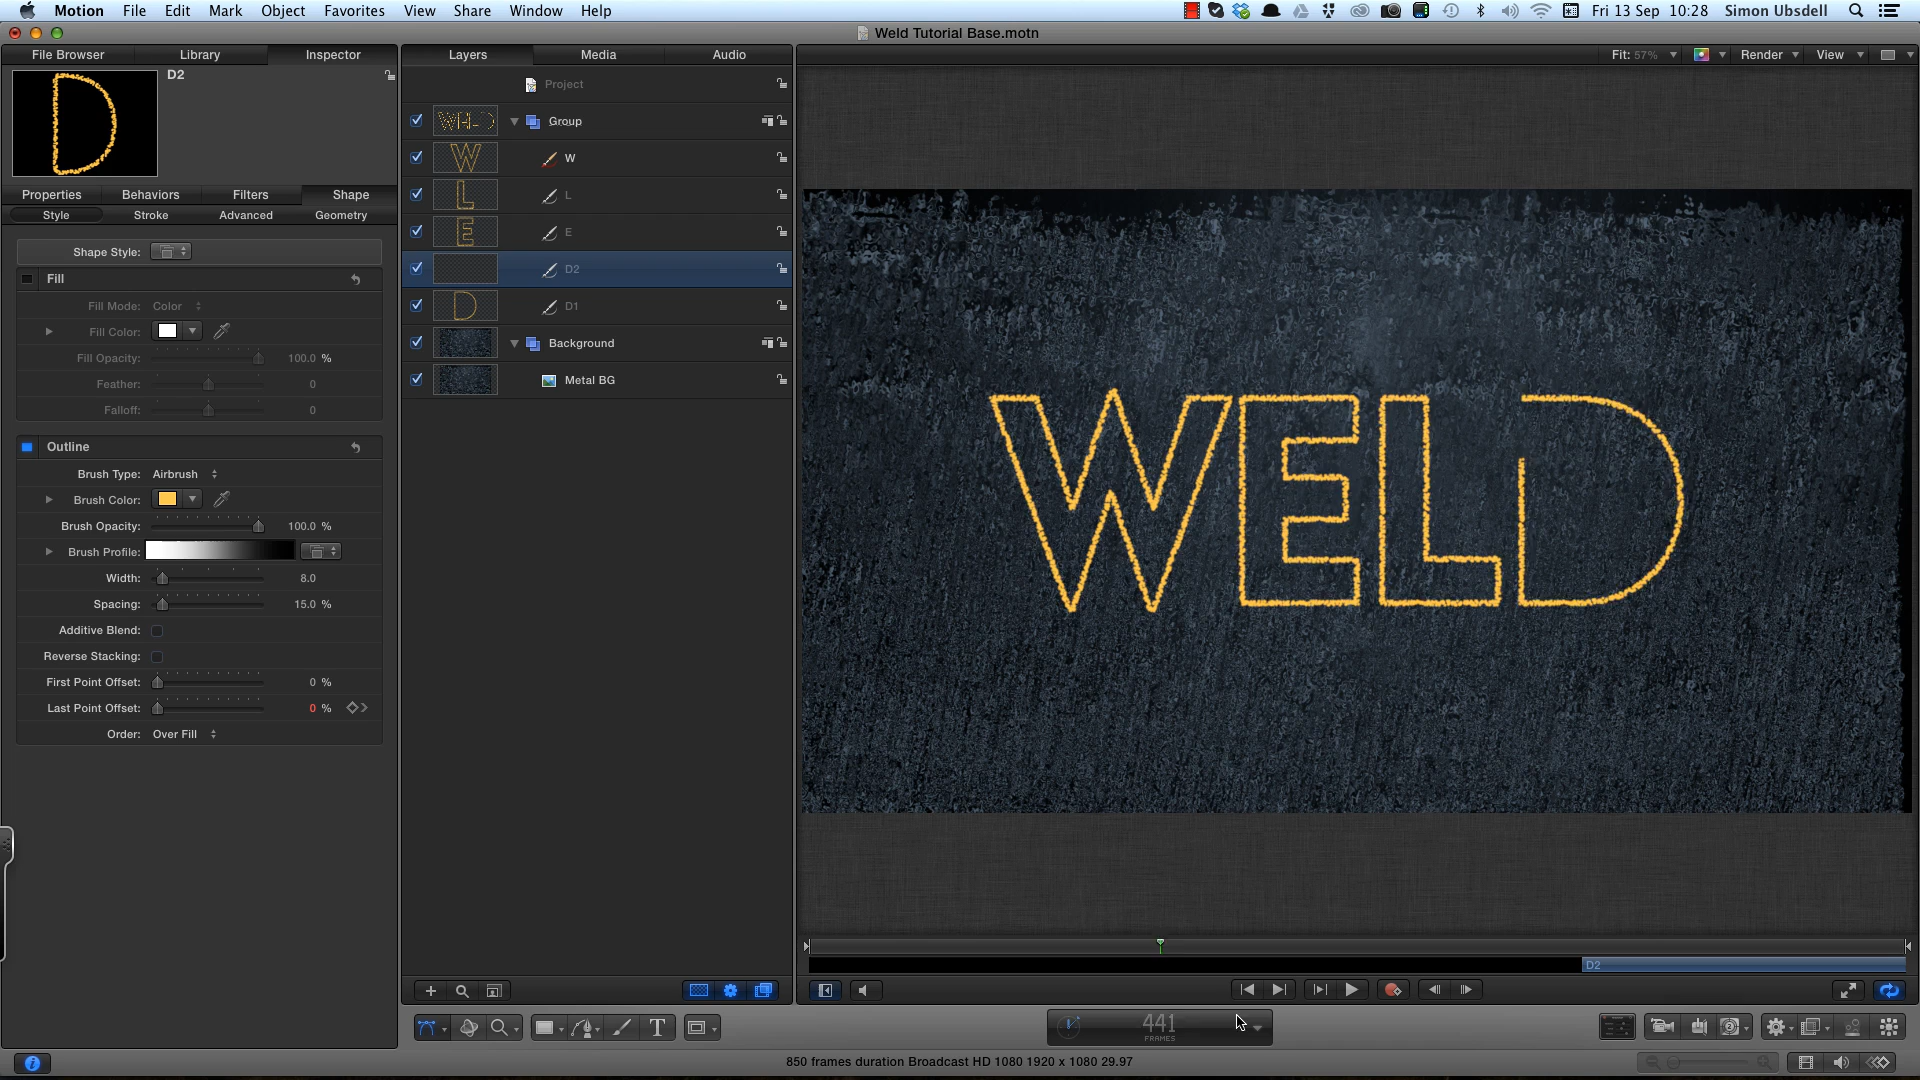 Motion File Edit Mark Object Favorites View Share Window Help Fri 13 Sep 10:28 Simon Ubsdell
Weld Tutorial Base.motn
File Browser Library Inspector
D2
Properties Behaviors Filters Shape
Style Stroke Advanced Geometry
Shape Style:
Fill
Fill Mode: Color
Fill Color:
Fill Opacity: 100.0 %
Feather: 0
Falloff: 0
Outline
Brush Type: Airbrush
Brush Color:
Brush Opacity: 100.0 %
Brush Profile:
Width: 8.0
Spacing: 15.0 %
Additive Blend:
Reverse Stacking:
First Point Offset: 0 %
Last Point Offset: 0 %
Order: Over Fill
Layers Media Audio
Project
Group
W
L
E
D2
D1
Background
Metal BG
Fit: 57% Render View
WELD
D2
441
FRAMES
850 frames duration Broadcast HD 1080 1920 x 1080 29.97